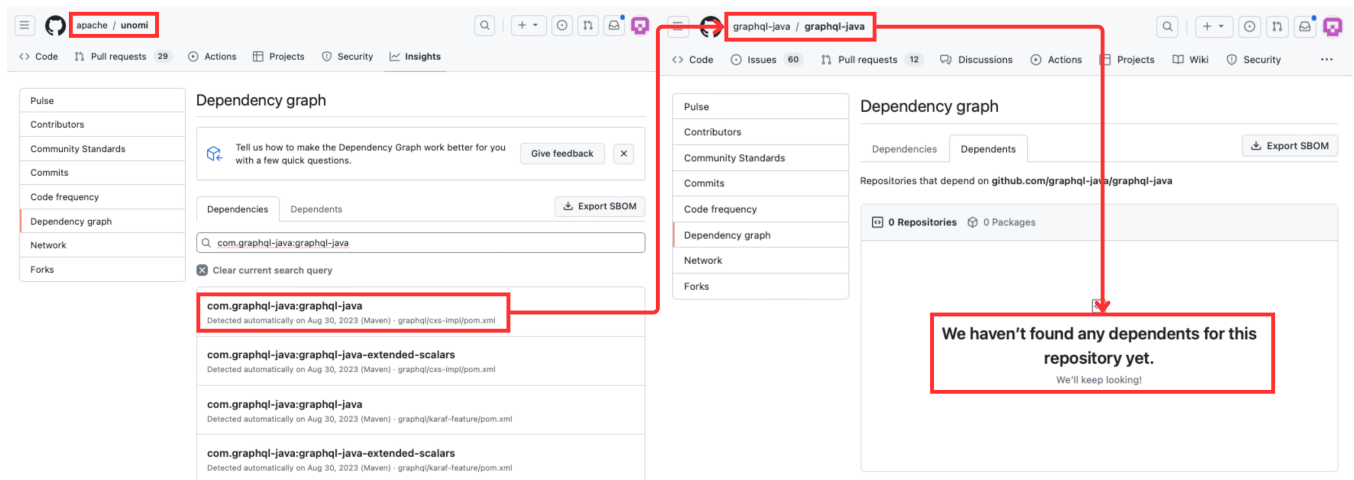 apache / unomi
<> Code Pull requests 29 Actions Projects Security Insights
Pulse
Contributors
Community Standards
Commits
Code frequency
Dependency graph
Network
Forks
Dependency graph
Tell us how to make the Dependency Graph work better for you
with a few quick questions.
Give feedback
Dependencies Dependents
Export SBOM
com.graphql-java:graphql-java
Clear current search query
com.graphql-java:graphql-java
Detected automatically on Aug 30, 2023 (Maven) · graphql/cxs-impl/pom.xml
com.graphql-java:graphql-java-extended-scalars
Detected automatically on Aug 30, 2023 (Maven) · graphql/cxs-impl/pom.xml
com.graphql-java:graphql-java
Detected automatically on Aug 30, 2023 (Maven) · graphql/karaf-feature/pom.xml
com.graphql-java:graphql-java-extended-scalars
Detected automatically on Aug 30, 2023 (Maven) · graphql/karaf-feature/pom.xml
graphql-java / graphql-java
<> Code Issues 60 Pull requests 12 Discussions Actions Projects Wiki Security ...
Pulse
Contributors
Community Standards
Commits
Code frequency
Dependency graph
Network
Forks
Dependency graph
Dependencies Dependents
Export SBOM
Repositories that depend on github.com/graphql-java/graphql-java
0 Repositories 0 Packages
We haven't found any dependents for this
repository yet.
We'll keep looking!